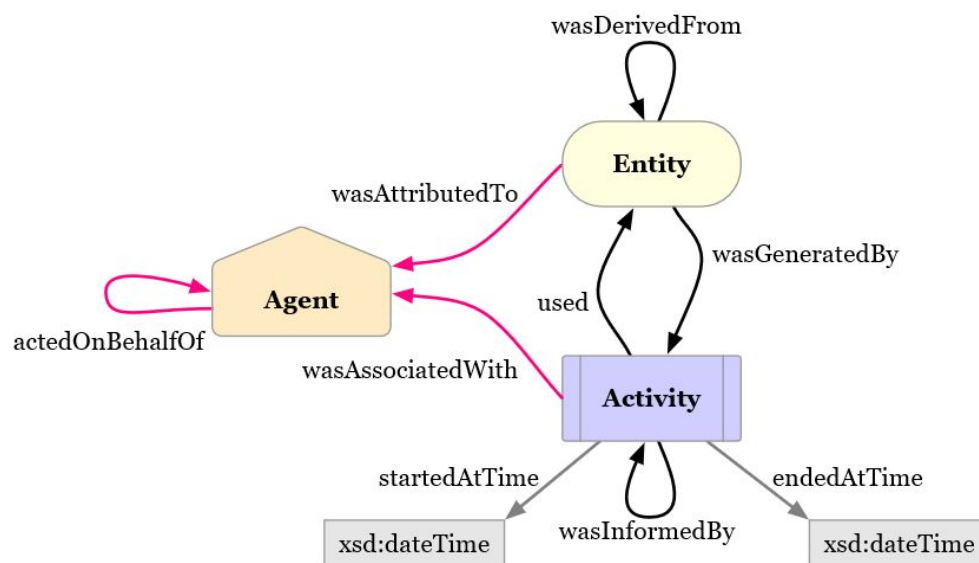 wasDerivedFrom
Entity
wasAttributedTo
wasGeneratedBy
Agent
used
actedOnBehalfOf
wasAssociatedWith
Activity
startedAtTime
endedAtTime
wasInformedBy
xsd:dateTime
xsd:dateTime